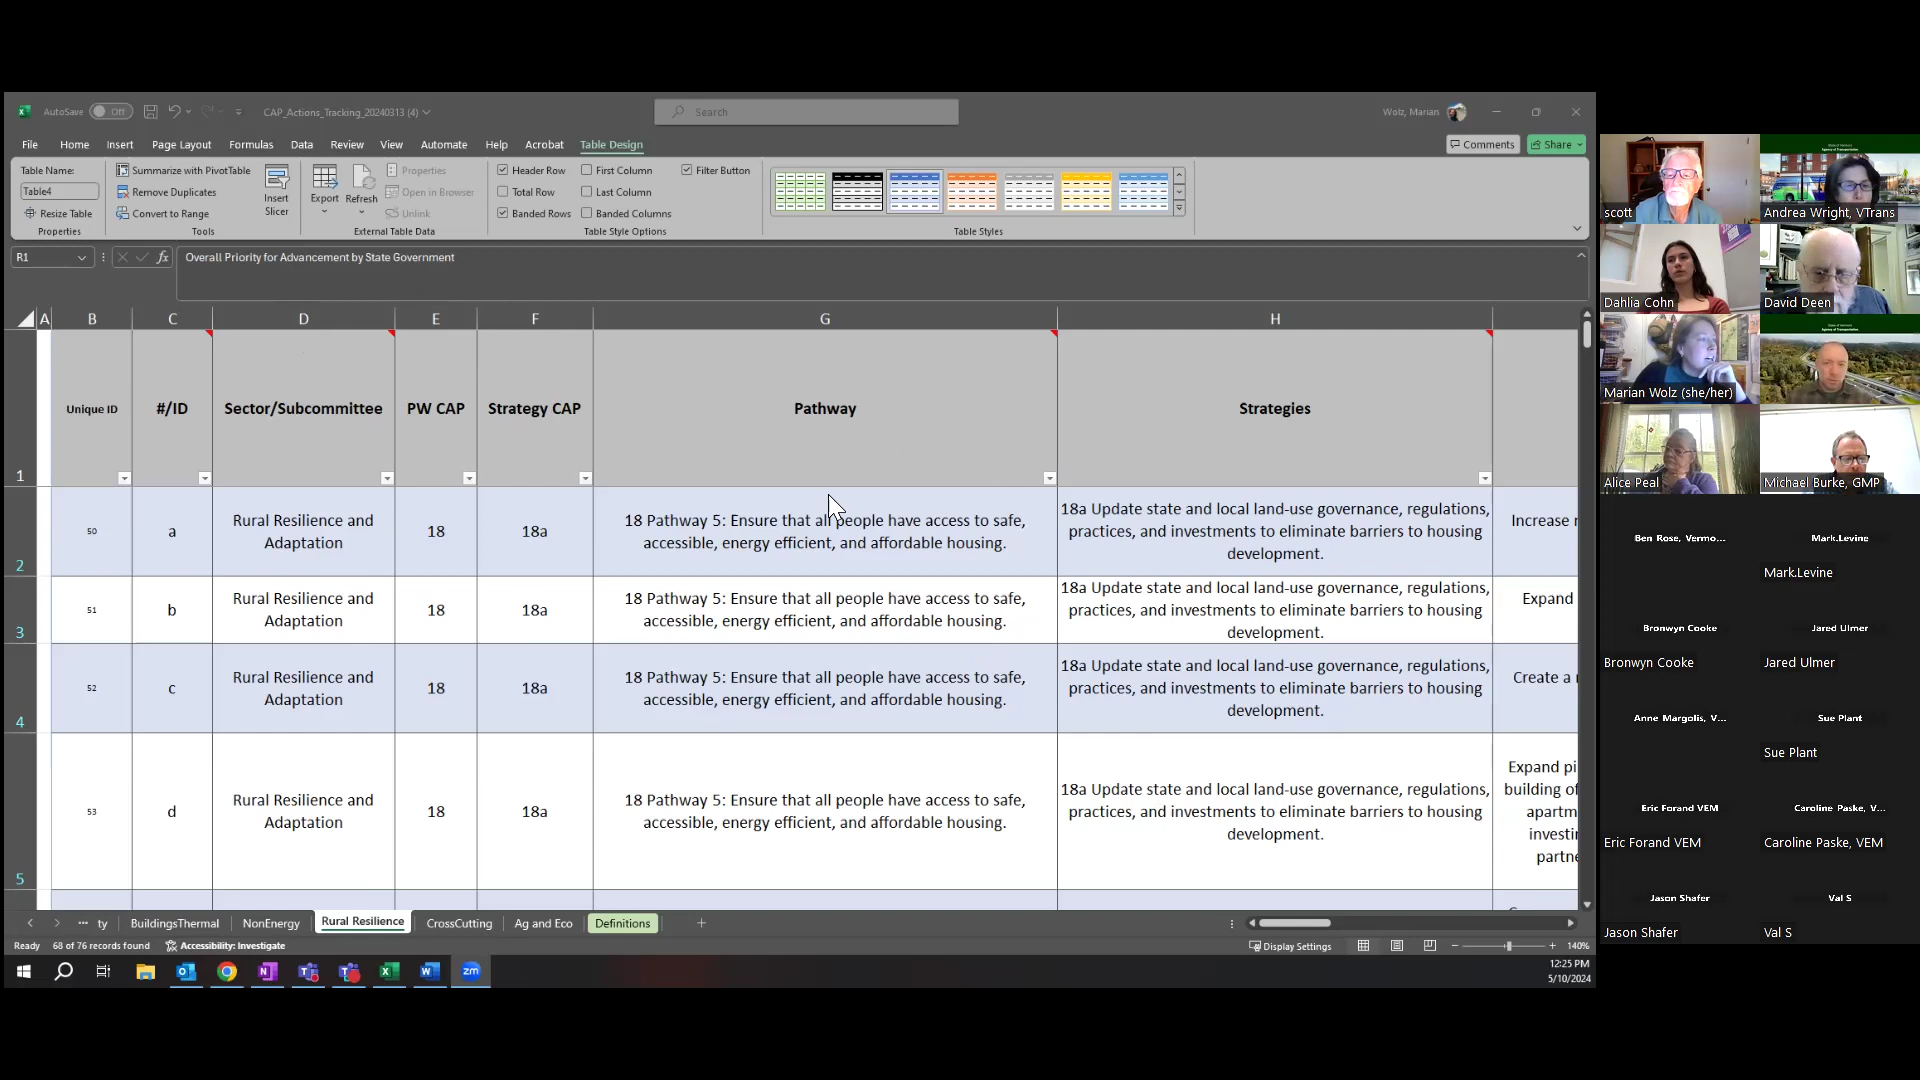 AutoSave Off CAP_Actions_Tracking_20240313 (4) Search Wolz, Marian
File Home Insert Page Layout Formulas Data Review View Automate Help Acrobat Table Design Comments Share
Table Name:
Table4
Resize Table
Properties
Summarize with PivotTable
Remove Duplicates
Convert to Range
Tools
Insert
Slicer
Export
Refresh
Properties
Open in Browser
Unlink
External Table Data
Header Row First Column Filter Button
Total Row Last Column
Banded Rows Banded Columns
Table Style Options
Table Styles
R1 fx Overall Priority for Advancement by State Government
A B C D E F G H
1 Unique ID #/ID Sector/Subcommittee PW CAP Strategy CAP Pathway Strategies
2 50 a Rural Resilience and
Adaptation
18 18a
18 Pathway 5: Ensure that all people have access to safe,
accessible, energy efficient, and affordable housing.
18a Update state and local land-use governance, regulations,
practices, and investments to eliminate barriers to housing
development.
Increase
3 51 b Rural Resilience and
Adaptation
18 18a
18 Pathway 5: Ensure that all people have access to safe,
accessible, energy efficient, and affordable housing.
18a Update state and local land-use governance, regulations,
practices, and investments to eliminate barriers to housing
development.
Expand
4 52 c Rural Resilience and
Adaptation
18 18a
18 Pathway 5: Ensure that all people have access to safe,
accessible, energy efficient, and affordable housing.
18a Update state and local land-use governance, regulations,
practices, and investments to eliminate barriers to housing
development.
Create a
5 53 d Rural Resilience and
Adaptation
18 18a
18 Pathway 5: Ensure that all people have access to safe,
accessible, energy efficient, and affordable housing.
18a Update state and local land-use governance, regulations,
practices, and investments to eliminate barriers to housing
development.
Expand pi
building of
apartm
investin
partne
ty BuildingsThermal NonEnergy Rural Resilience CrossCutting Ag and Eco Definitions
Ready 68 of 76 records found Accessibility: Investigate Display Settings 140%
12:25 PM
5/10/2024
scott
Andrea Wright, VTrans
Dahlia Cohn
David Deen
Marian Wolz (she/her)
Alice Peal
Michael Burke, GMP
Ben Rose, Vermo...
Mark.Levine
Mark.Levine
Bronwyn Cooke
Jared Ulmer
Bronwyn Cooke
Jared Ulmer
Anne Margolis, V...
Sue Plant
Sue Plant
Eric Forand VEM
Caroline Paske, V...
Eric Forand VEM
Caroline Paske, VEM
Jason Shafer
Val S
Jason Shafer
Val S